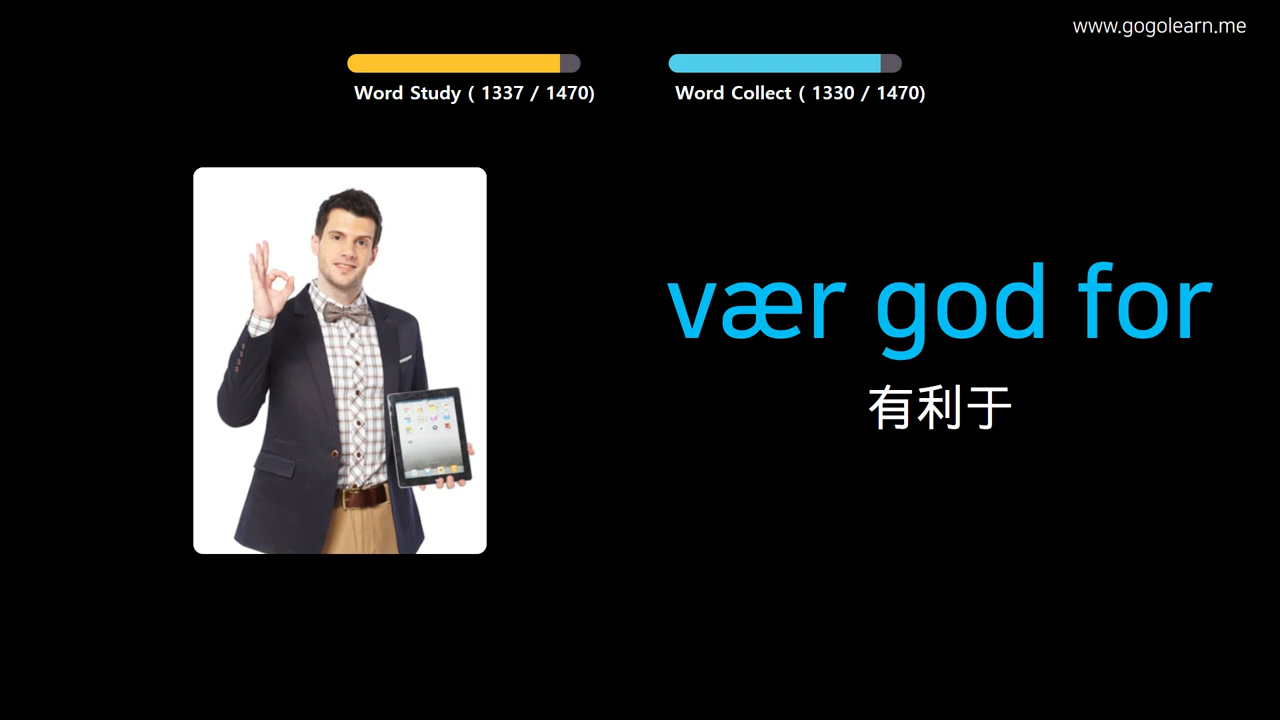 www.gogolearn.me
Word Study ( 1337 / 1470)
Word Collect ( 1330 / 1470)
vær god for
有利于